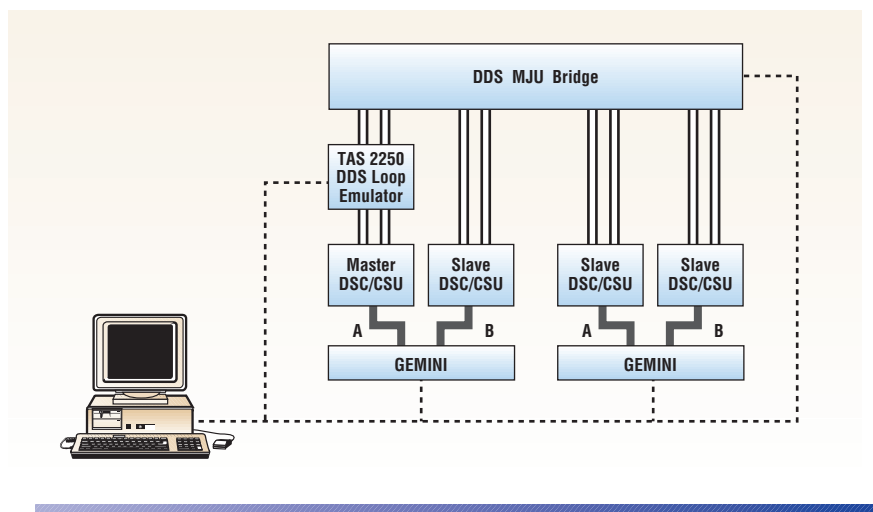 DDS MJU Bridge
TAS 2250
DDS Loop
Emulator
Master
DSC/CSU
Slave
DSC/CSU
Slave
DSC/CSU
Slave
DSC/CSU
A
B
A
B
GEMINI
GEMINI